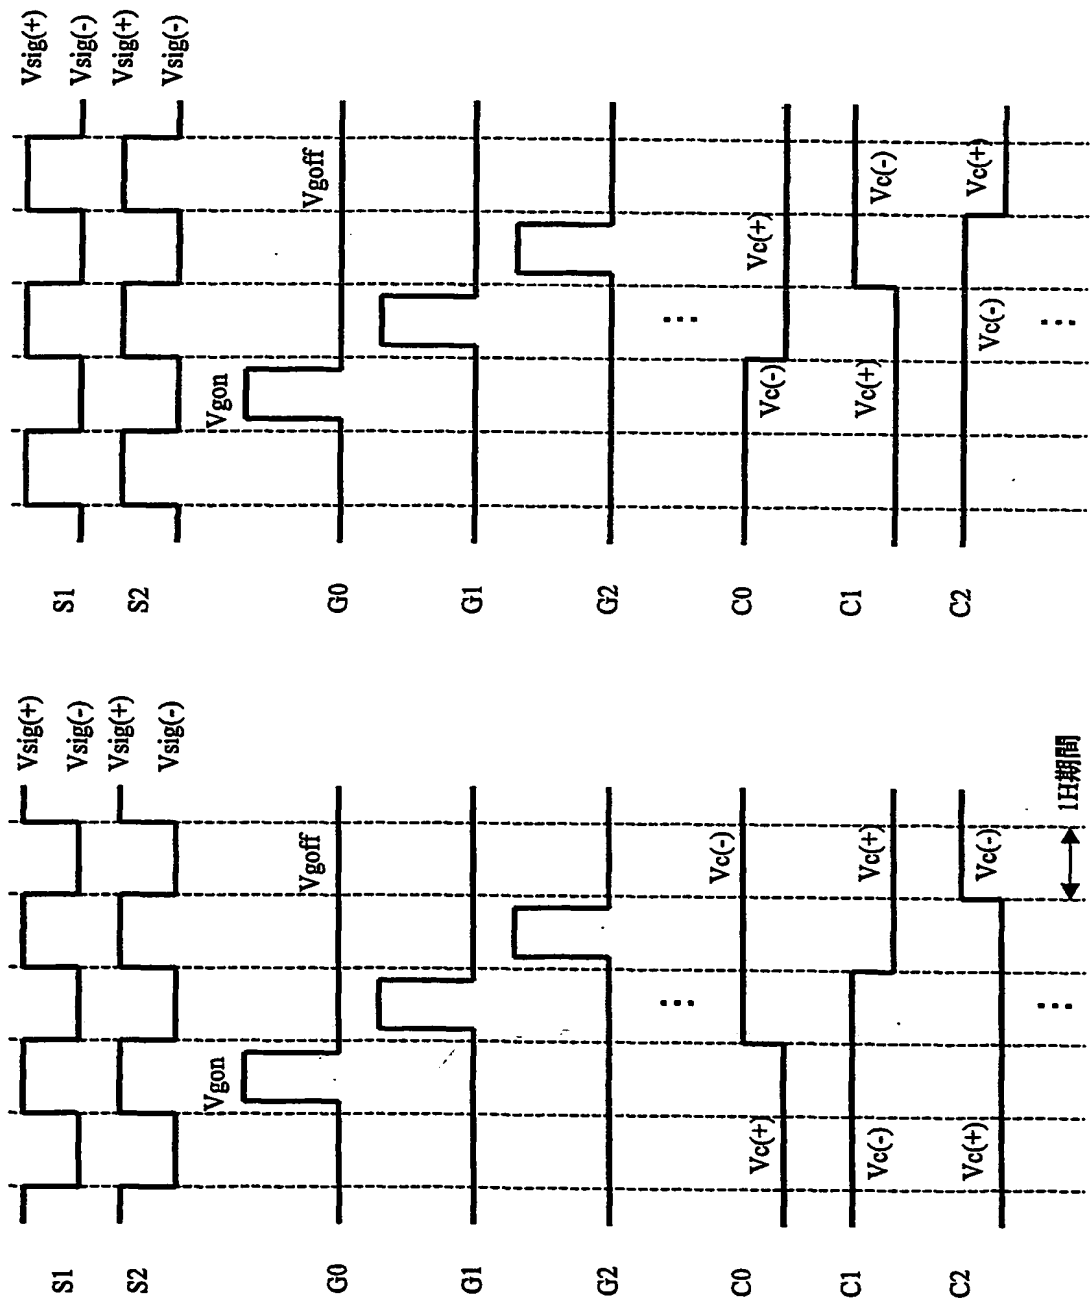 S1
Vsig(+)
Vsig(-)
S2
Vsig(+)
Vsig(-)
G0
Vgon
Vgoff
G1
G2
⋮
C0
Vc(+)
Vc(-)
C1
Vc(-)
Vc(+)
C2
Vc(+)
Vc(-)
⋮
1H期間
S1
Vsig(+)
Vsig(-)
S2
Vsig(+)
Vsig(-)
G0
Vgon
Vgoff
G1
G2
⋮
C0
Vc(-)
Vc(+)
C1
Vc(+)
Vc(-)
C2
Vc(-)
Vc(+)
⋮